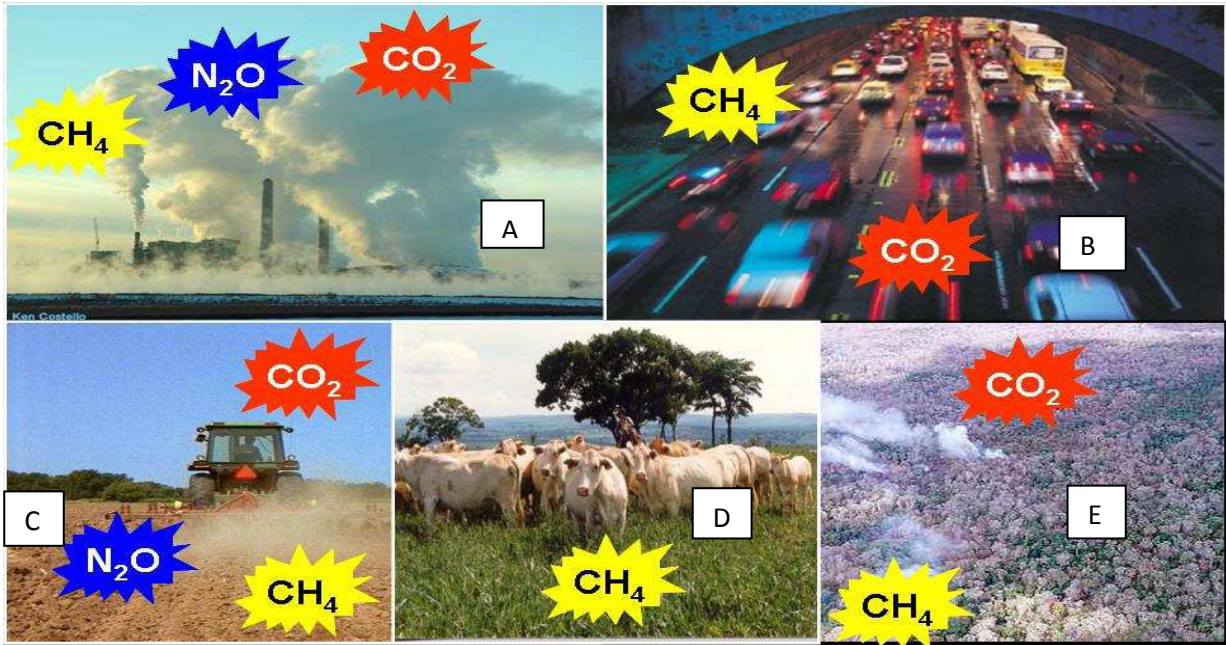 N₂O
CO₂
CH₄
A
Ken Costello
CH₄
CO₂
B
CO₂
C
N₂O
CH₄
D
CH₄
CO₂
E
CH₄